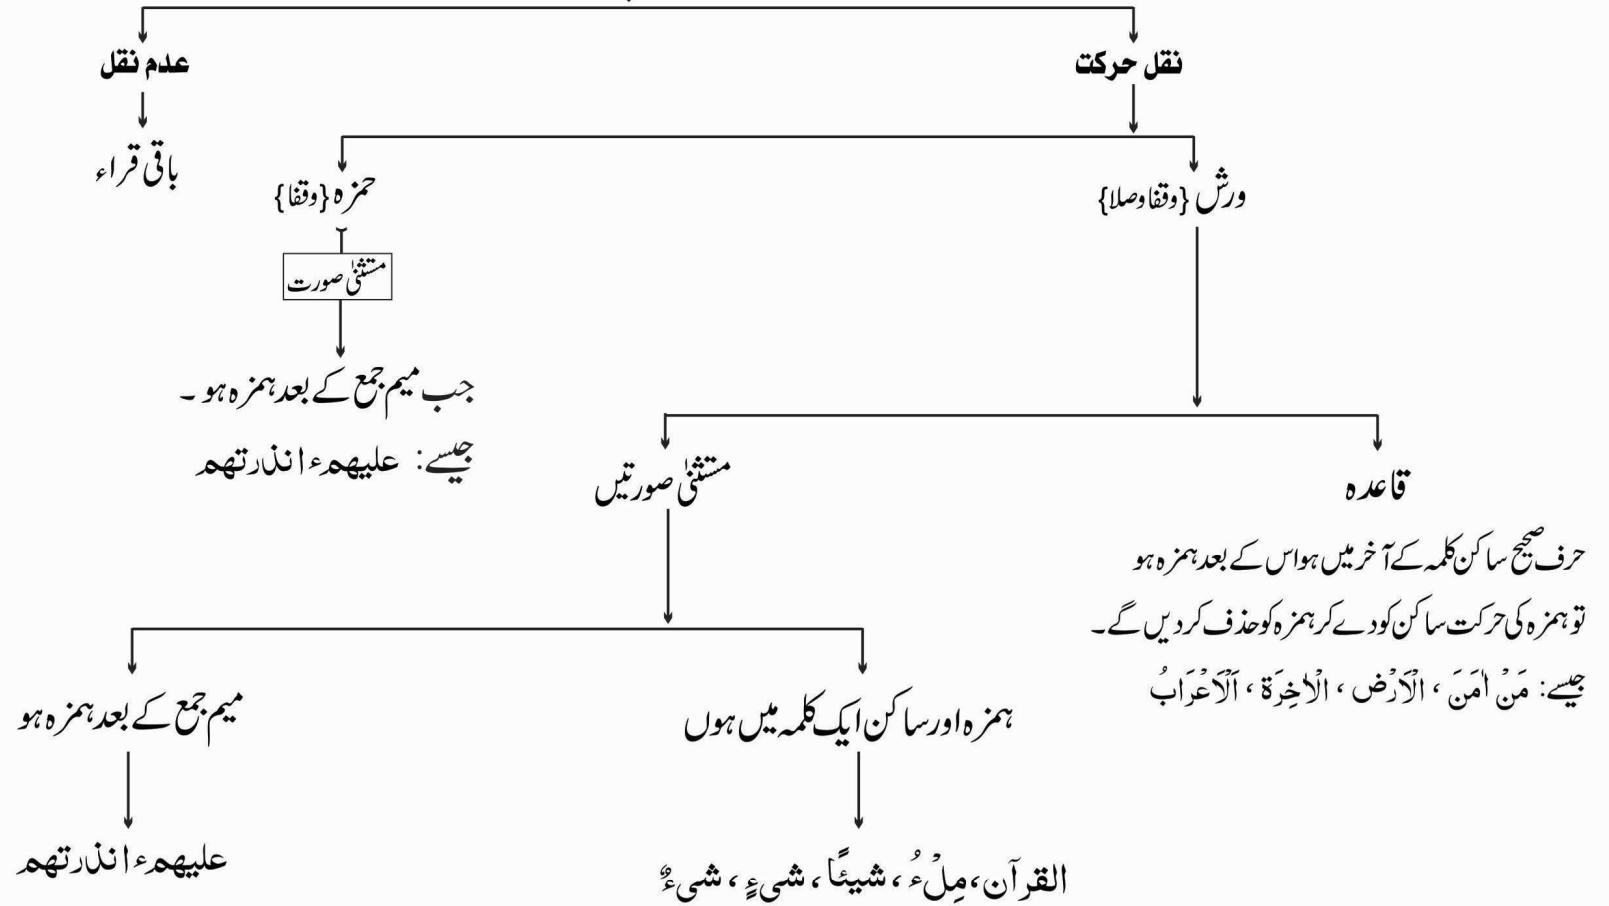 نقل حرکت
عدم نقل
باقی قراء
ورش {وقفا وصلا}
حمزہ {وقفا}
مستثنیٰ صورت
جب میم جمع کے بعد ہمزہ ہو ۔
جیسے: علیھمء انذرتھم
قاعدہ
حرف صحیح ساکن کلمہ کے آخر میں ہو اس کے بعد ہمزہ ہو
تو ہمزہ کی حرکت ساکن کو دے کر ہمزہ کو حذف کر دیں گے۔
جیسے: مَنْ اٰمَنَ ، الْاَرْض ، الْاٰخِرَة ، اَلْاَعْرَابُ
مستثنیٰ صورتیں
ہمزہ اور ساکن ایک کلمہ میں ہوں
القرآن، مِلْءُ ، شیئًا ، شیءٍ ، شیءٌ
میم جمع کے بعد ہمزہ ہو
علیھمء انذرتھم